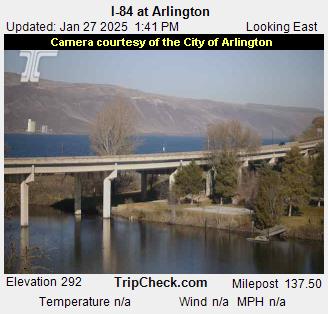 I-84 at Arlington
Updated: Jan 27 2025 1:41 PM Looking East
Camera courtesy of the City of Arlington
Elevation 292 TripCheck.com Milepost 137.50
Temperature n/a Wind n/a MPH n/a